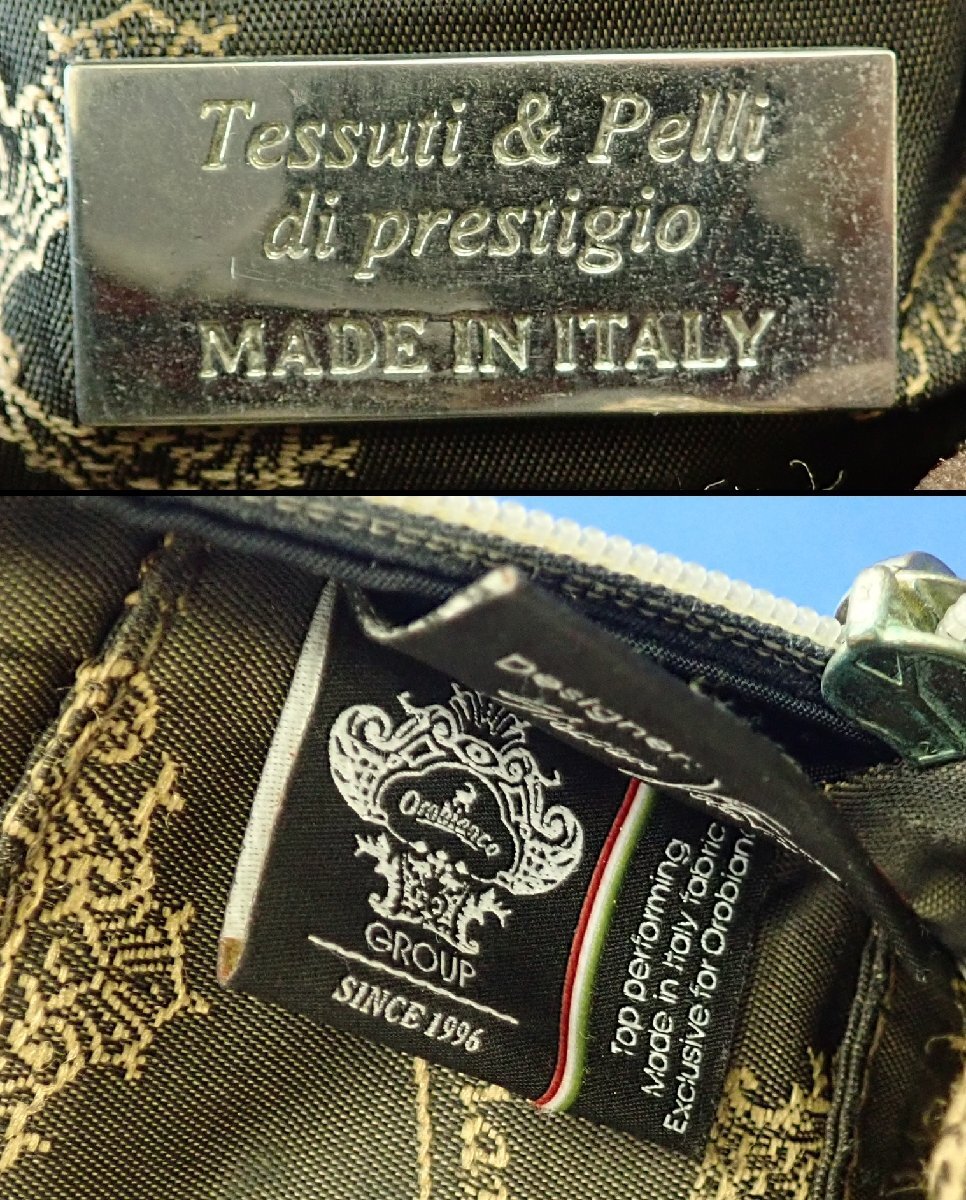 Tessuti & Pelli
di prestigio
MADE IN ITALY
Designer:
Orobianco
GROUP
SINCE 1996
Top performing
Made in Italy fabric
Exclusive for Orobian